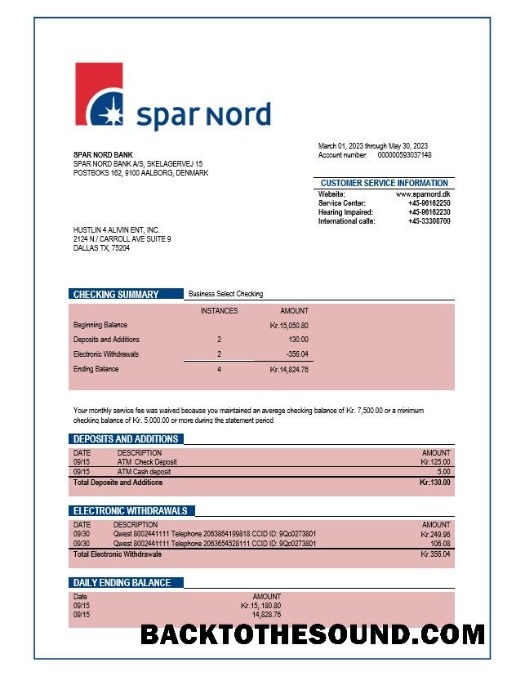 spar nord
March 01, 2023 through May 30, 2023
Account number: 000000593037148
SPAR NORD BANK
SPAR NORD BANK A/S, SKELAGERVEJ 15
POSTBOKS 162, 9100 AALBORG, DENMARK
CUSTOMER SERVICE INFORMATION
Website: www.sparnord.dk
Service Center: +45-96162250
Hearing Impaired: +45-96162230
International calls: +45-33308700
HUSTLIN 4 ALIVIN ENT, INC.
2124 N./ CARROLL AVE SUITE 9
DALLAS TX, 75204
CHECKING SUMMARY Business Select Checking
INSTANCES AMOUNT
Beginning Balance Kr.15,050.80
Deposits and Additions 2 130.00
Electronic Withdrawals 2 -355.04
Ending Balance 4 Kr.14,824.76
Your monthly service fee was waived because you maintained an average checking balance of Kr. 7,500.00 or a minimum
checking balance of Kr. 5,000.00 or more during the statement period
DEPOSITS AND ADDITIONS
DATE DESCRIPTION AMOUNT
09/15 ATM Check Deposit Kr.125.00
09/15 ATM Cash deposit 5.00
Total Deposits and Additions Kr.130.00
ELECTRONIC WITHDRAWALS
DATE DESCRIPTION AMOUNT
09/30 Qwest 8002441111 Telephone 2063864199818 CCID ID: 9Qc0273801 Kr.249.96
09/30 Qwest 8002441111 Telephone 2063654528111 CCID ID: 9Qc0273801 105.08
Total Electronic Withdrawals Kr.355.04
DAILY ENDING BALANCE
Date AMOUNT
09/15 Kr.15, 180.80
09/15 14,828.76
BACKTOTHESOUND.COM